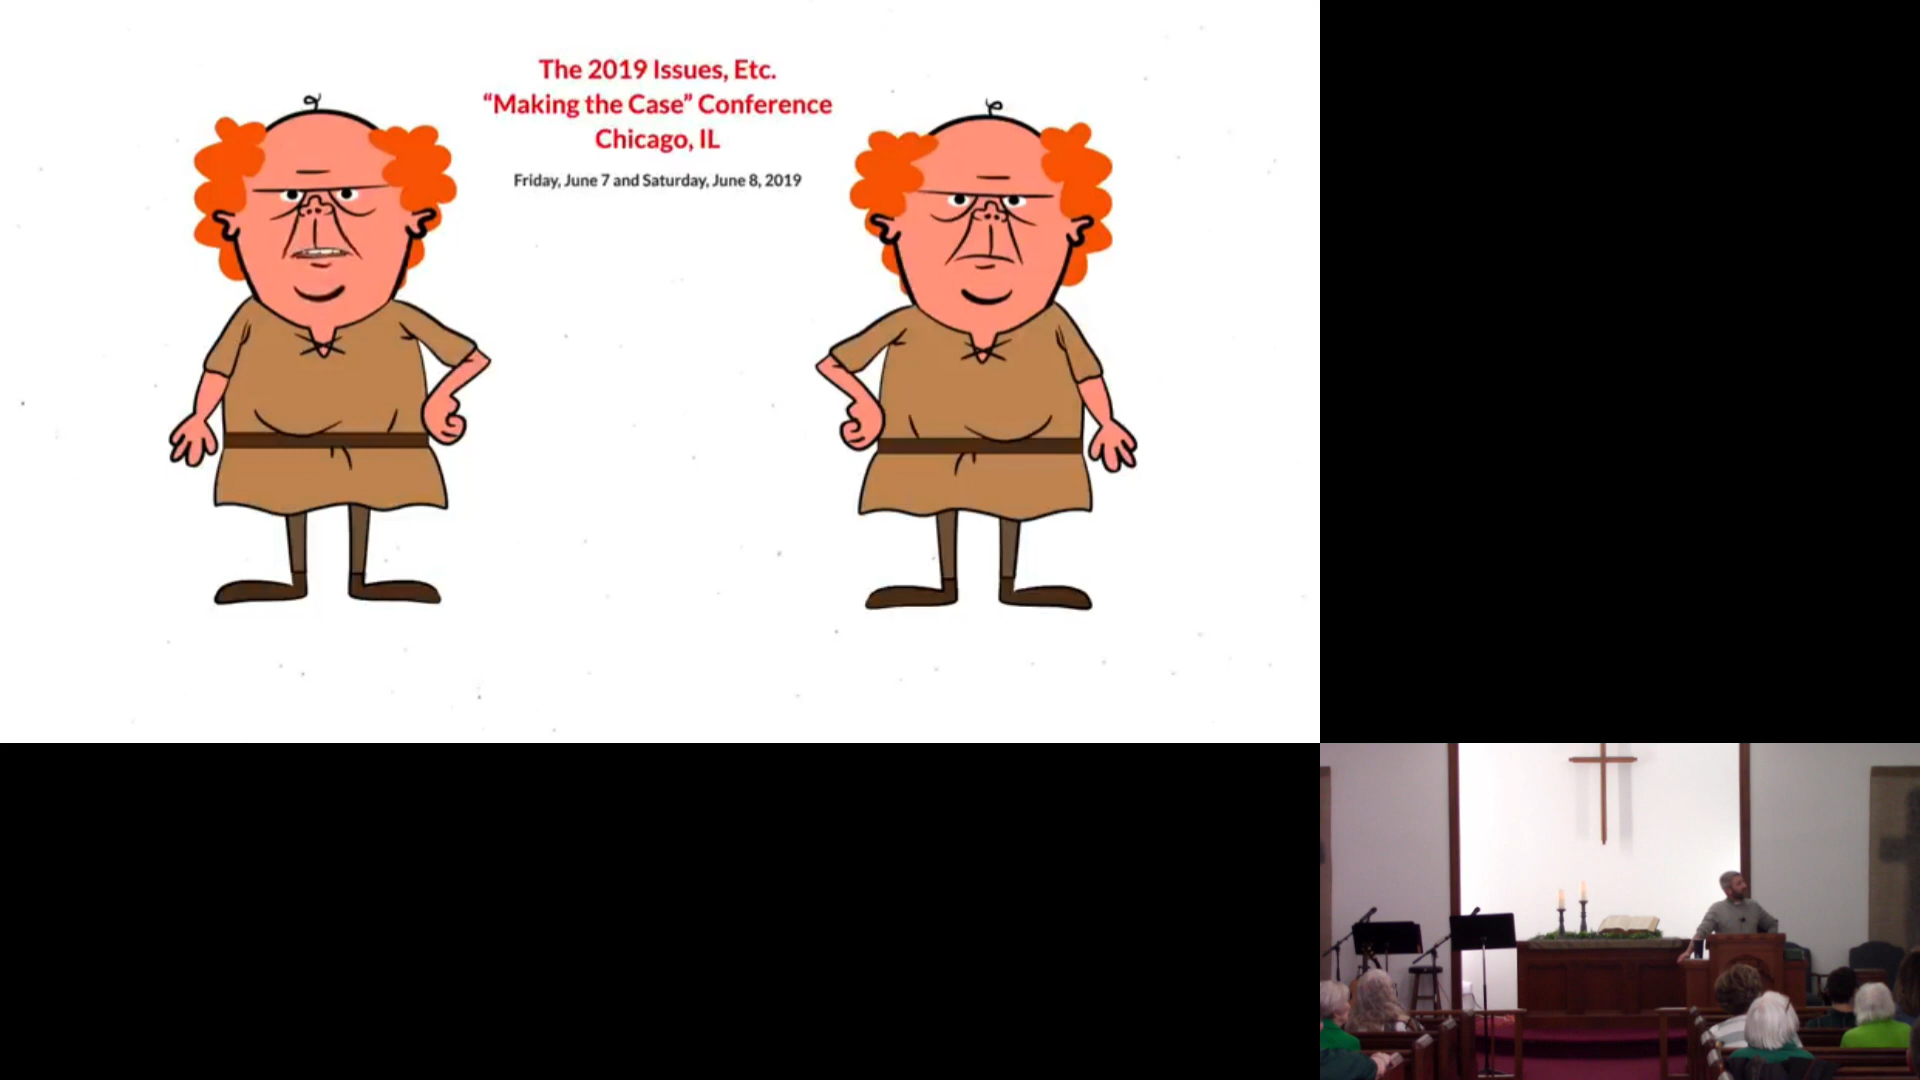 The 2019 Issues, Etc.
“Making the Case” Conference
Chicago, IL
Friday, June 7 and Saturday, June 8, 2019